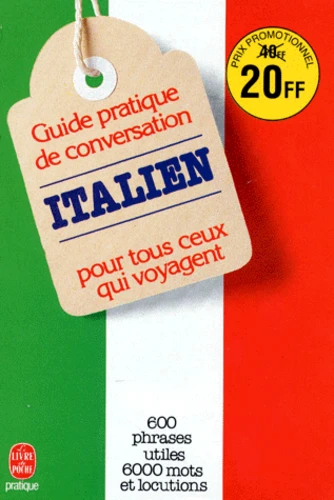 Guide pratique
de conversation
ITALIEN
pour tous ceux
qui voyagent
PRIX PROMOTIONNEL
40FF
20FF
600
phrases
utiles
6000 mots
et locutions
Le
LIVRE
de
POCHE
pratique